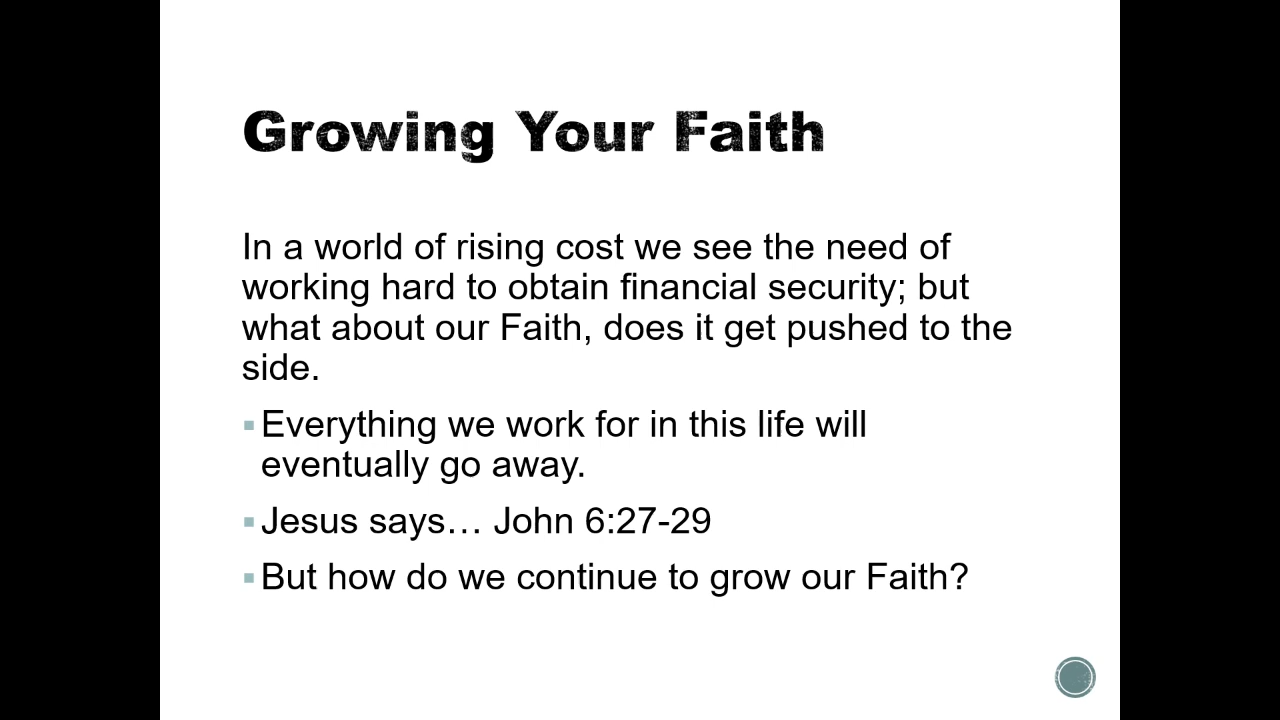 Growing Your Faith
In a world of rising cost we see the need of
working hard to obtain financial security; but
what about our Faith, does it get pushed to the
side.
▪Everything we work for in this life will
eventually go away.
▪Jesus says… John 6:27-29
▪But how do we continue to grow our Faith?